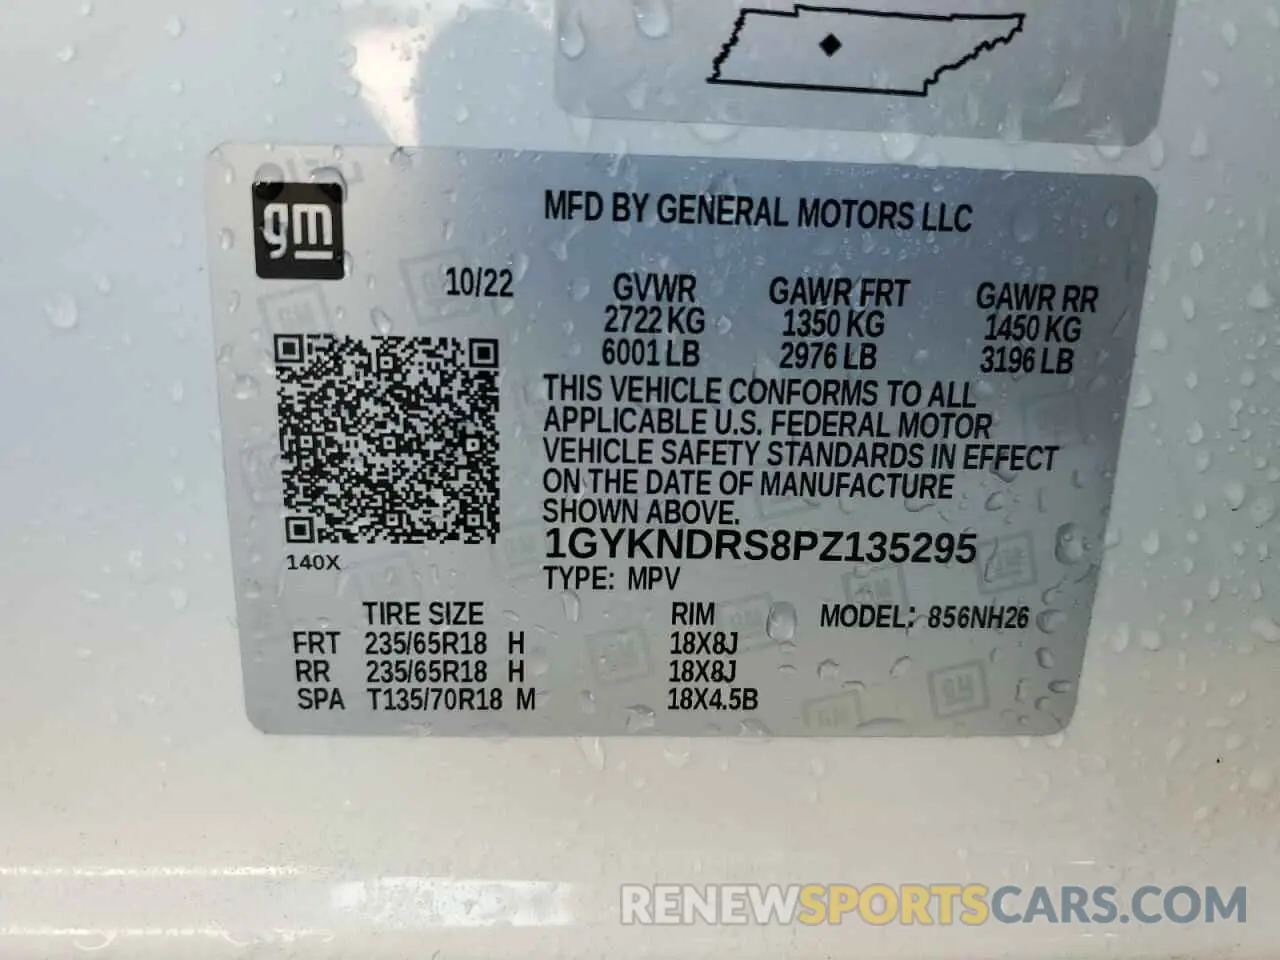 gm
MFD BY GENERAL MOTORS LLC
10/22
GVWR GAWR FRT GAWR RR
2722 KG 1350 KG 1450 KG
6001 LB 2976 LB 3196 LB
THIS VEHICLE CONFORMS TO ALL
APPLICABLE U.S. FEDERAL MOTOR
VEHICLE SAFETY STANDARDS IN EFFECT
ON THE DATE OF MANUFACTURE
SHOWN ABOVE.
1GYKNDRS8PZ135295
140X
TYPE: MPV
TIRE SIZE RIM MODEL: 856NH26
FRT 235/65R18 H 18X8J
RR 235/65R18 H 18X8J
SPA T135/70R18 M 18X4.5B
RENEWSPORTSCARS.COM